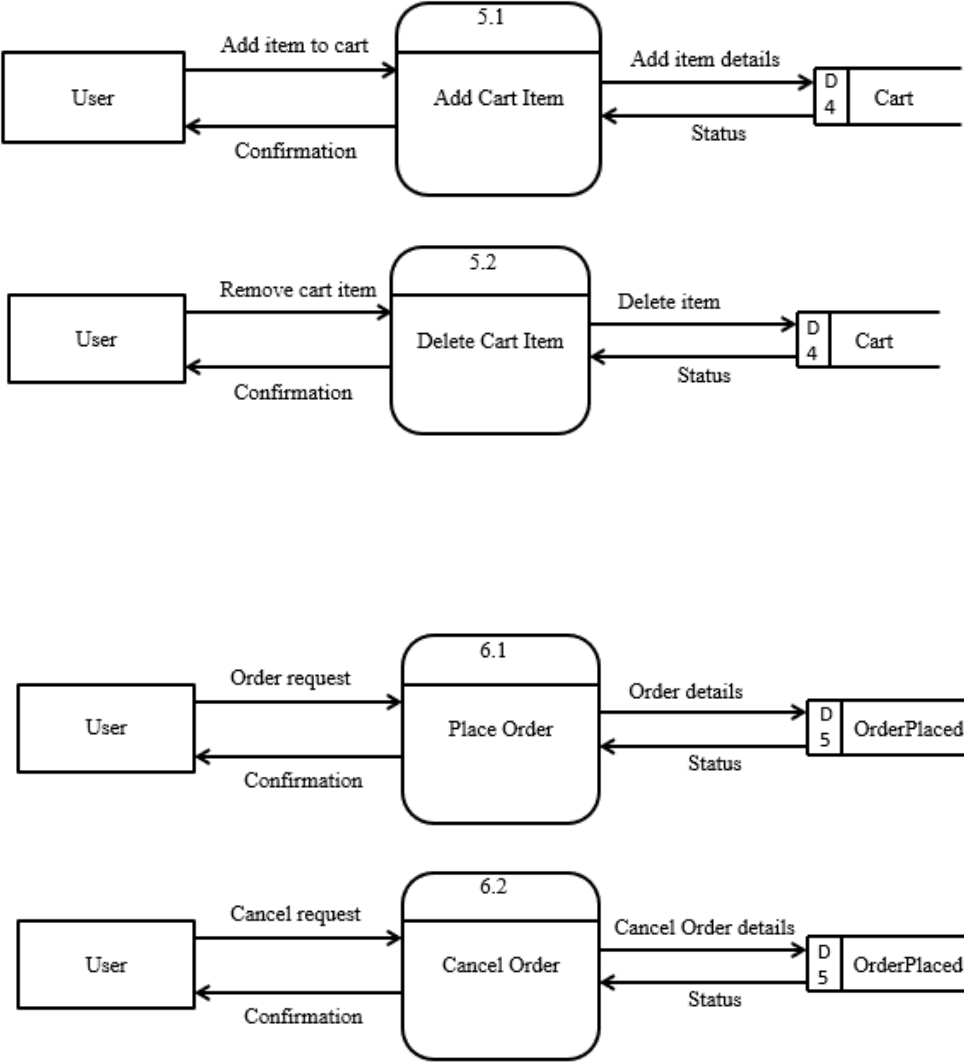 5.1
Add item to cart
Add item details
User
Add Cart Item
D
4
Cart
Confirmation
Status
5.2
Remove cart item
Delete item
User
Delete Cart Item
D
4
Cart
Confirmation
Status
6.1
Order request
Order details
User
Place Order
D
5
OrderPlaced
Confirmation
Status
6.2
Cancel request
Cancel Order details
User
Cancel Order
D
5
OrderPlaced
Confirmation
Status